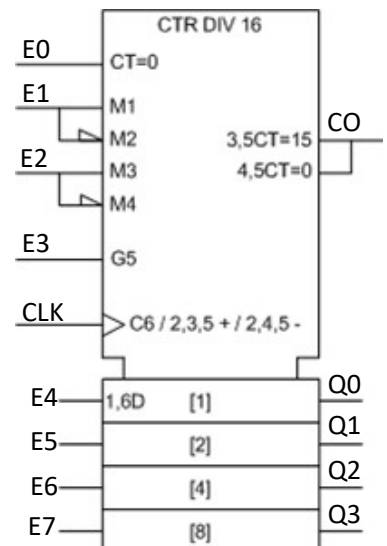 CTR DIV 16
E0 CT=0
E1 M1 CO
M2 3,5CT=15
E2 M3 4,5CT=0
M4
E3 G5
CLK C6 / 2,3,5 + / 2,4,5 -
E4 1,6D [1] Q0
E5 [2] Q1
E6 [4] Q2
E7 [8] Q3